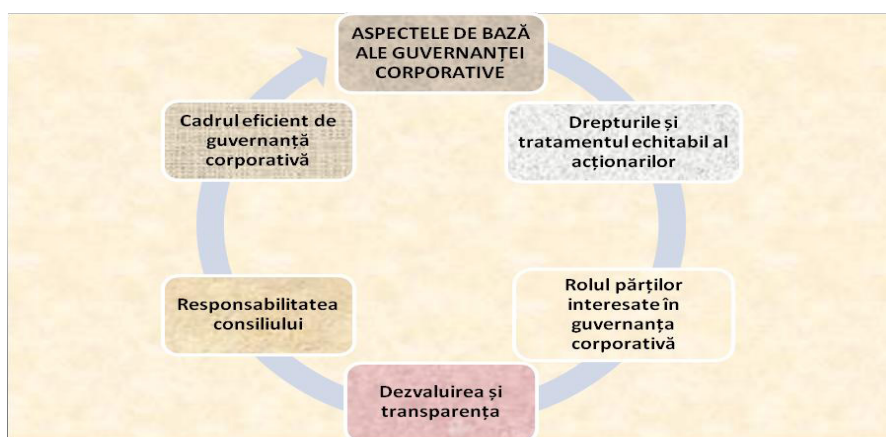 ASPECTELE DE BAZĂ
ALE GUVERNANȚEI
CORPORATIVE
Drepturile și
tratamentul echitabil al
acționarilor
Rolul părților
interesate în
guvernanța
corporativă
Dezvaluirea și
transparența
Responsabilitatea
consiliului
Cadrul eficient de
guvernanță
corporativă